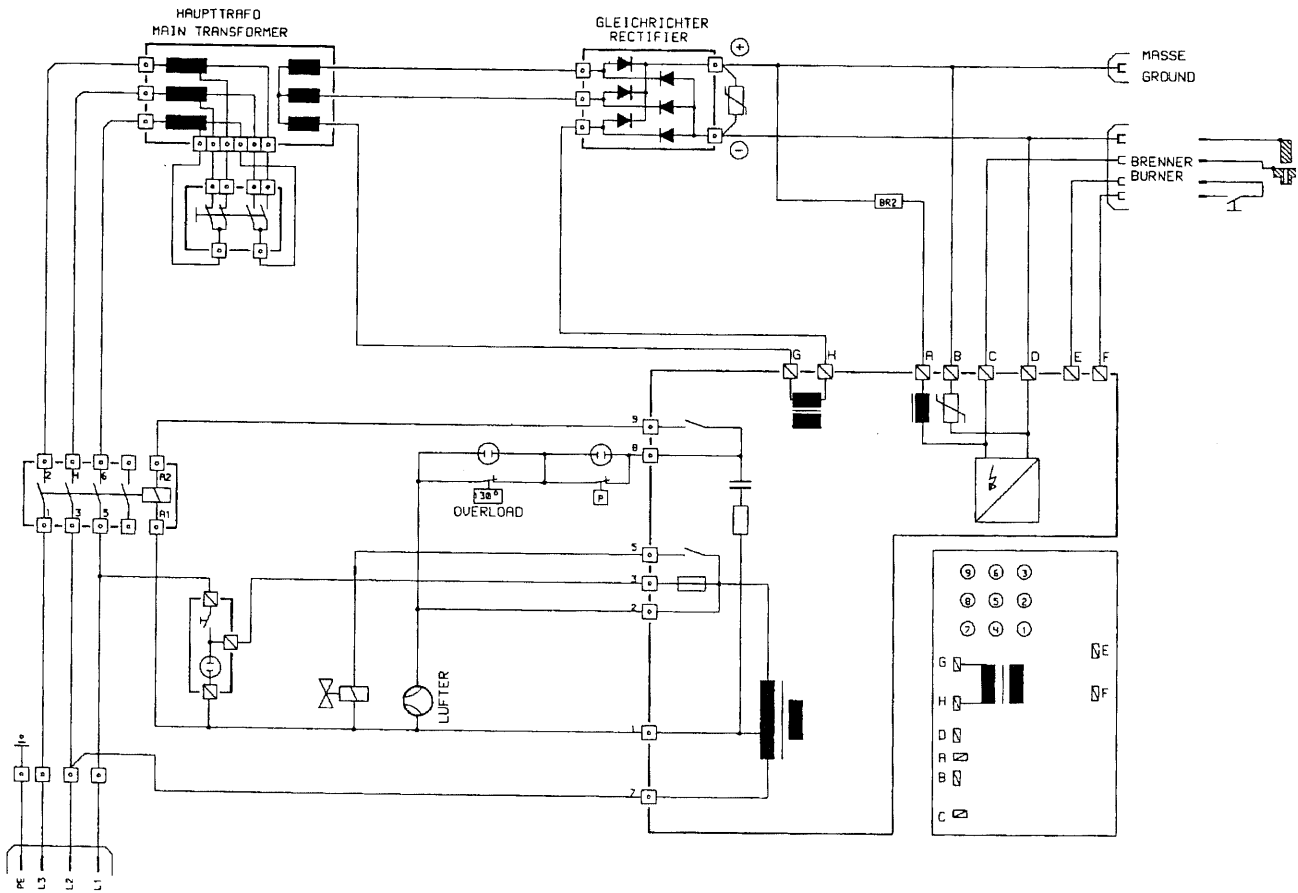 HAUPTTRAFO
MAIN TRANSFORMER
GLEICHRICHTER
RECTIFIER
+
-
MASSE
GROUND
BRENNER
BURNER
BR2
G
H
A
B
C
D
E
F
9
8
2
4
6
A2
1
3
5
A1
130°
P
OVERLOAD
5
3
2
LUFTER
1
7
9
6
3
8
5
2
7
4
1
E
G
F
H
D
A
B
C
PE
L3
L2
L1